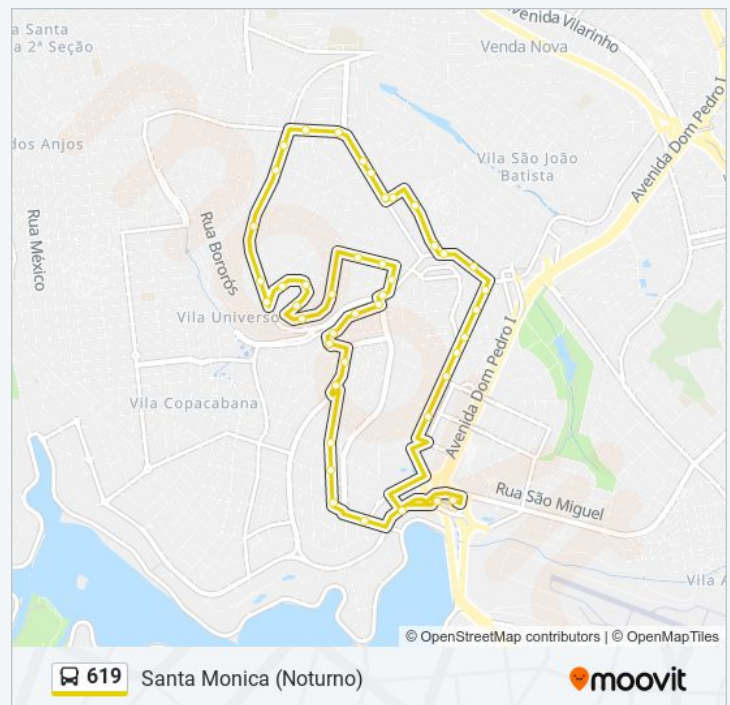 a Santa
a 2ª Seção
Avenida Vilarinho
Venda Nova
dos Anjos
Vila São João
Batista
Avenida Dom Pedro I
Rua México
Rua Bororós
Vila Universo
Avenida Dom Pedro I
Vila Copacabana
Rua São Miguel
Vila A
© OpenStreetMap contributors | © OpenMapTiles
619 Santa Monica (Noturno)
moovit